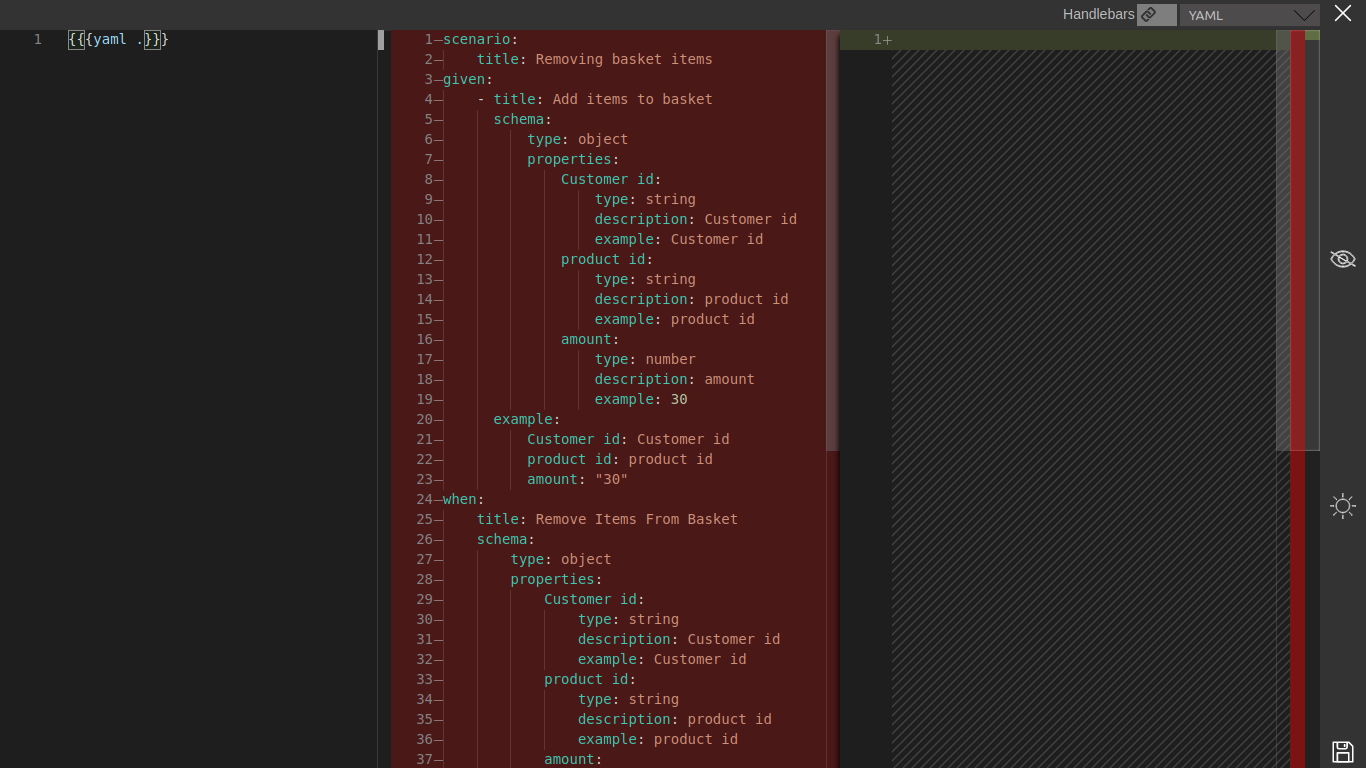 Handlebars YAML
1 {{{yaml .}}}
1 scenario:
2 title: Removing basket items
3 given:
4 - title: Add items to basket
5 schema:
6 type: object
7 properties:
8 Customer id:
9 type: string
10 description: Customer id
11 example: Customer id
12 product id:
13 type: string
14 description: product id
15 example: product id
16 amount:
17 type: number
18 description: amount
19 example: 30
20 example:
21 Customer id: Customer id
22 product id: product id
23 amount: "30"
24 when:
25 title: Remove Items From Basket
26 schema:
27 type: object
28 properties:
29 Customer id:
30 type: string
31 description: Customer id
32 example: Customer id
33 product id:
34 type: string
35 description: product id
36 example: product id
37 amount:
1+